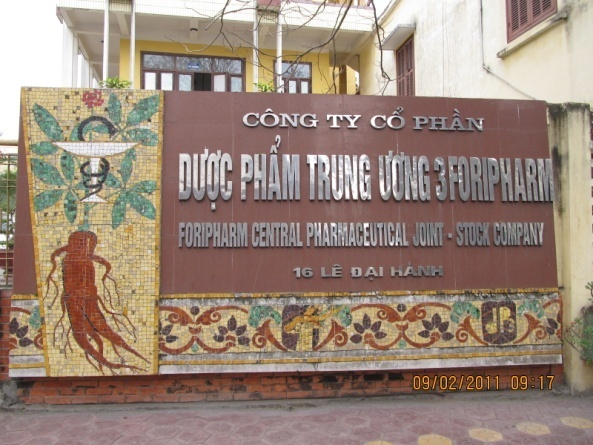 CÔNG TY CỔ PHẦN
DƯỢC PHẨM TRUNG ƯƠNG 3 FORIPHARM
FORIPHARM CENTRAL PHARMACEUTICAL JOINT - STOCK COMPANY
16 LÊ ĐẠI HÀNH
09/02/2011 09:17